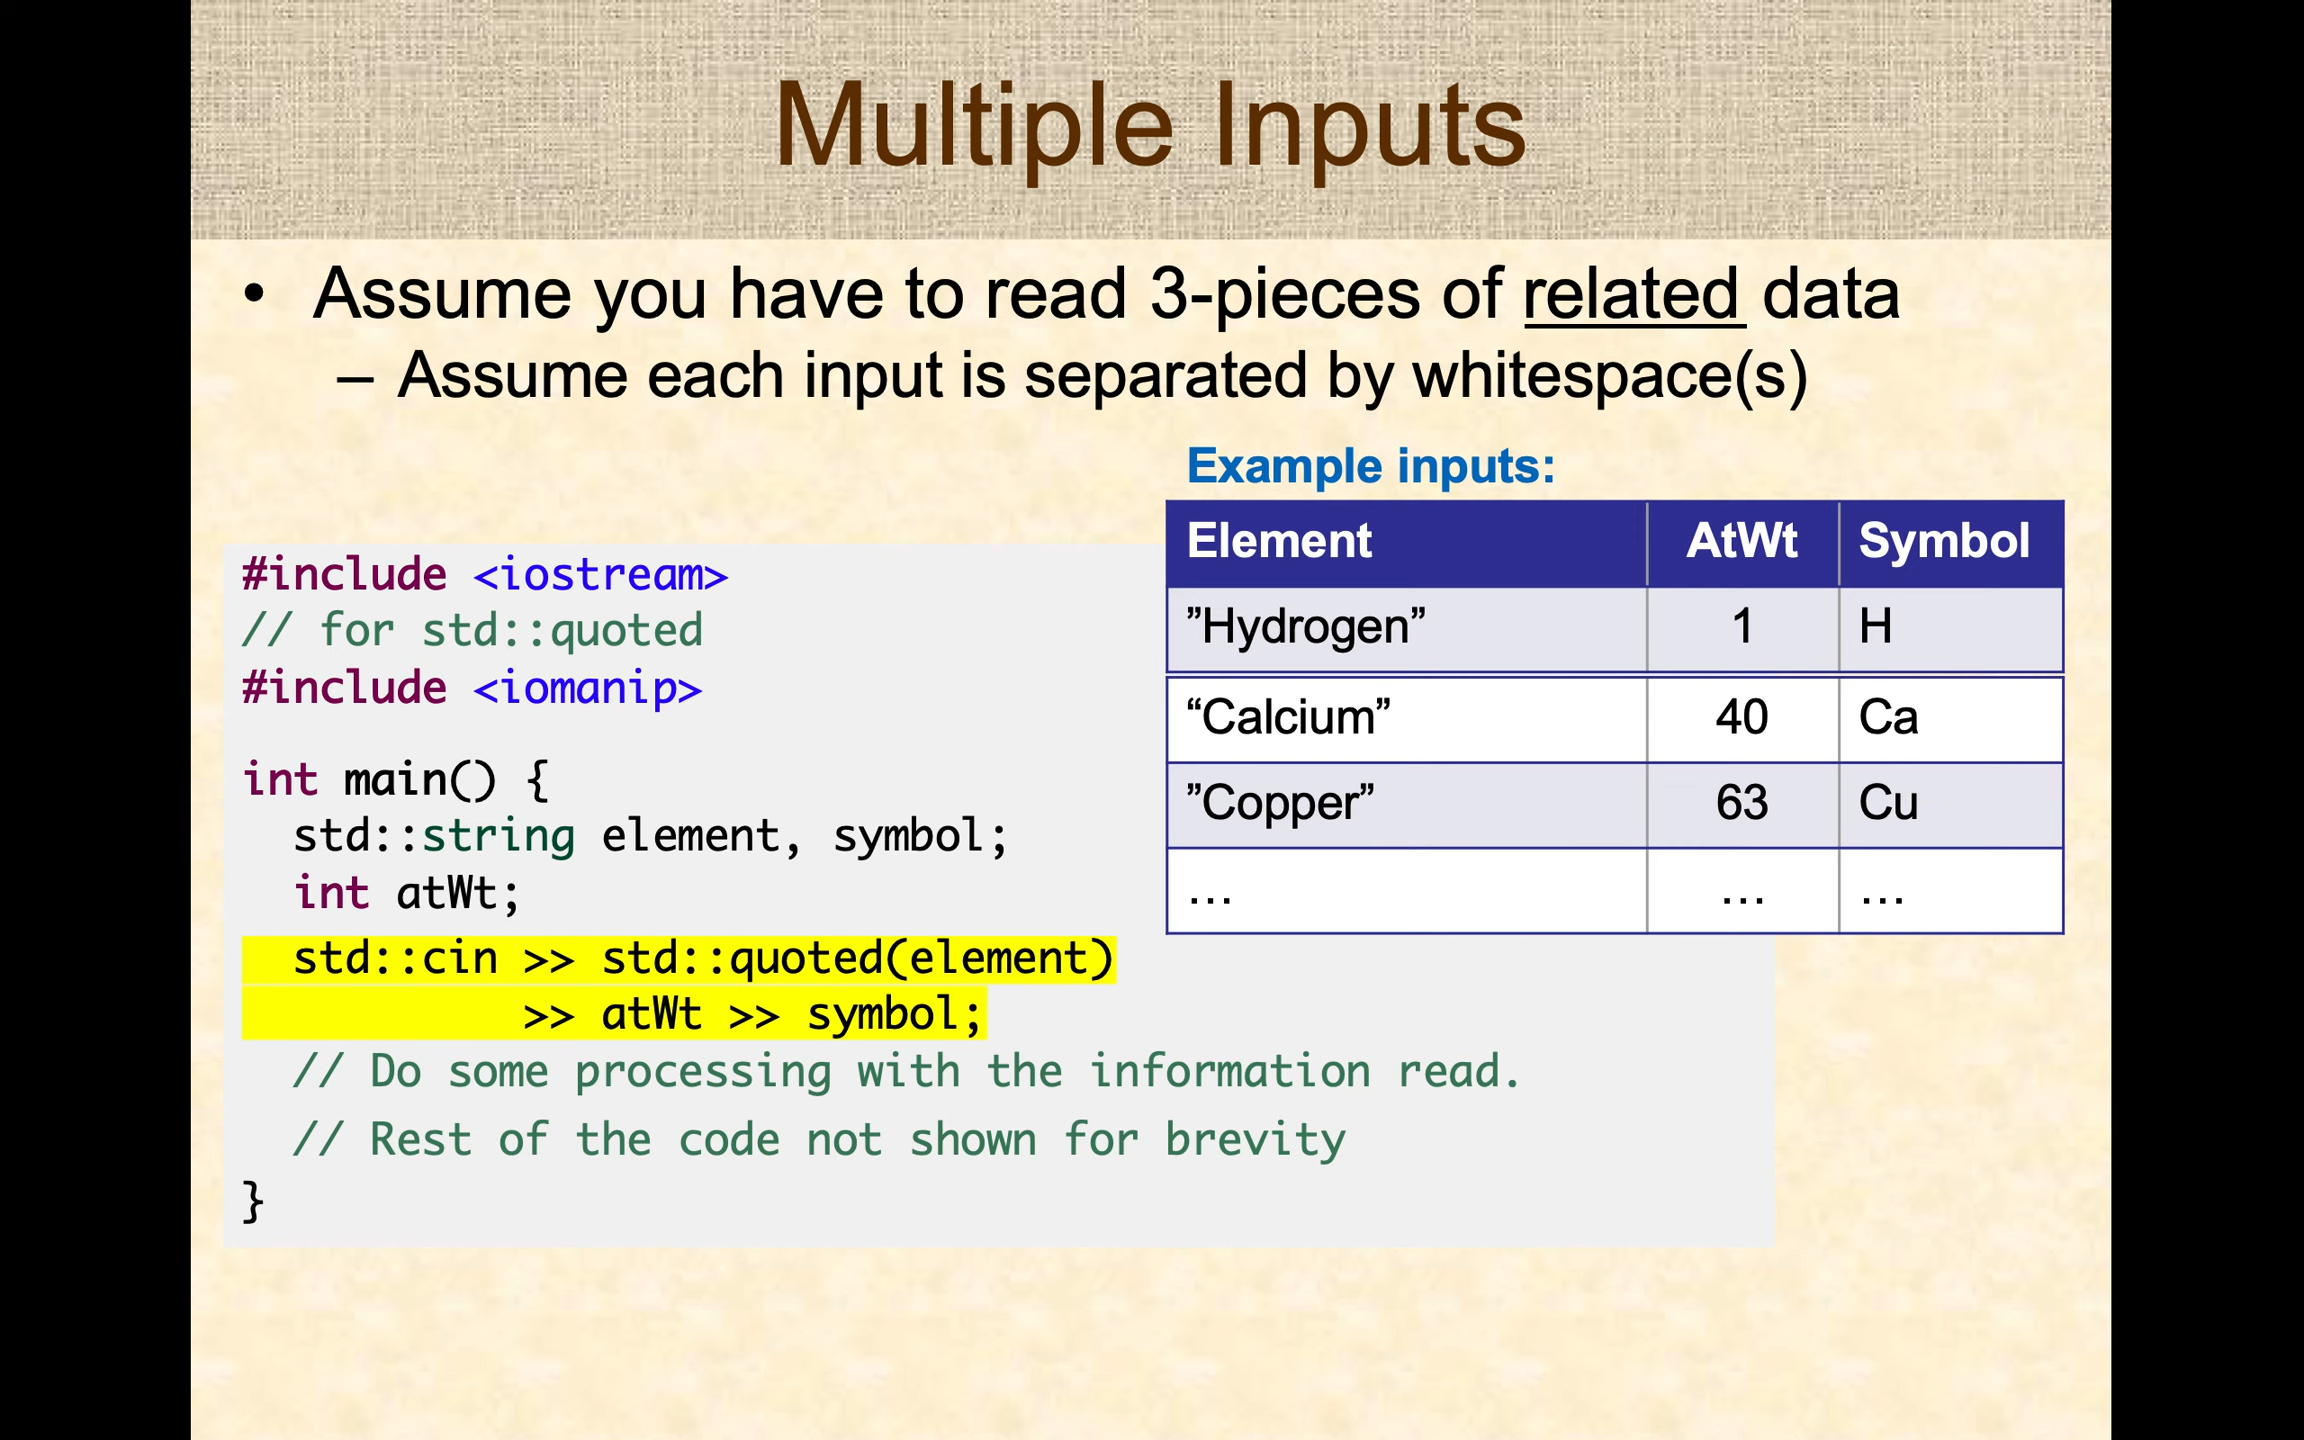 Multiple Inputs
• Assume you have to read 3-pieces of related data
– Assume each input is separated by whitespace(s)
Example inputs:
Element AtWt Symbol
”Hydrogen” 1 H
“Calcium” 40 Ca
”Copper” 63 Cu
… … …
#include <iostream>
// for std::quoted
#include <iomanip>
int main() {
  std::string element, symbol;
  int atWt;
  std::cin >> std::quoted(element)
           >> atWt >> symbol;
  // Do some processing with the information read.
  // Rest of the code not shown for brevity
}